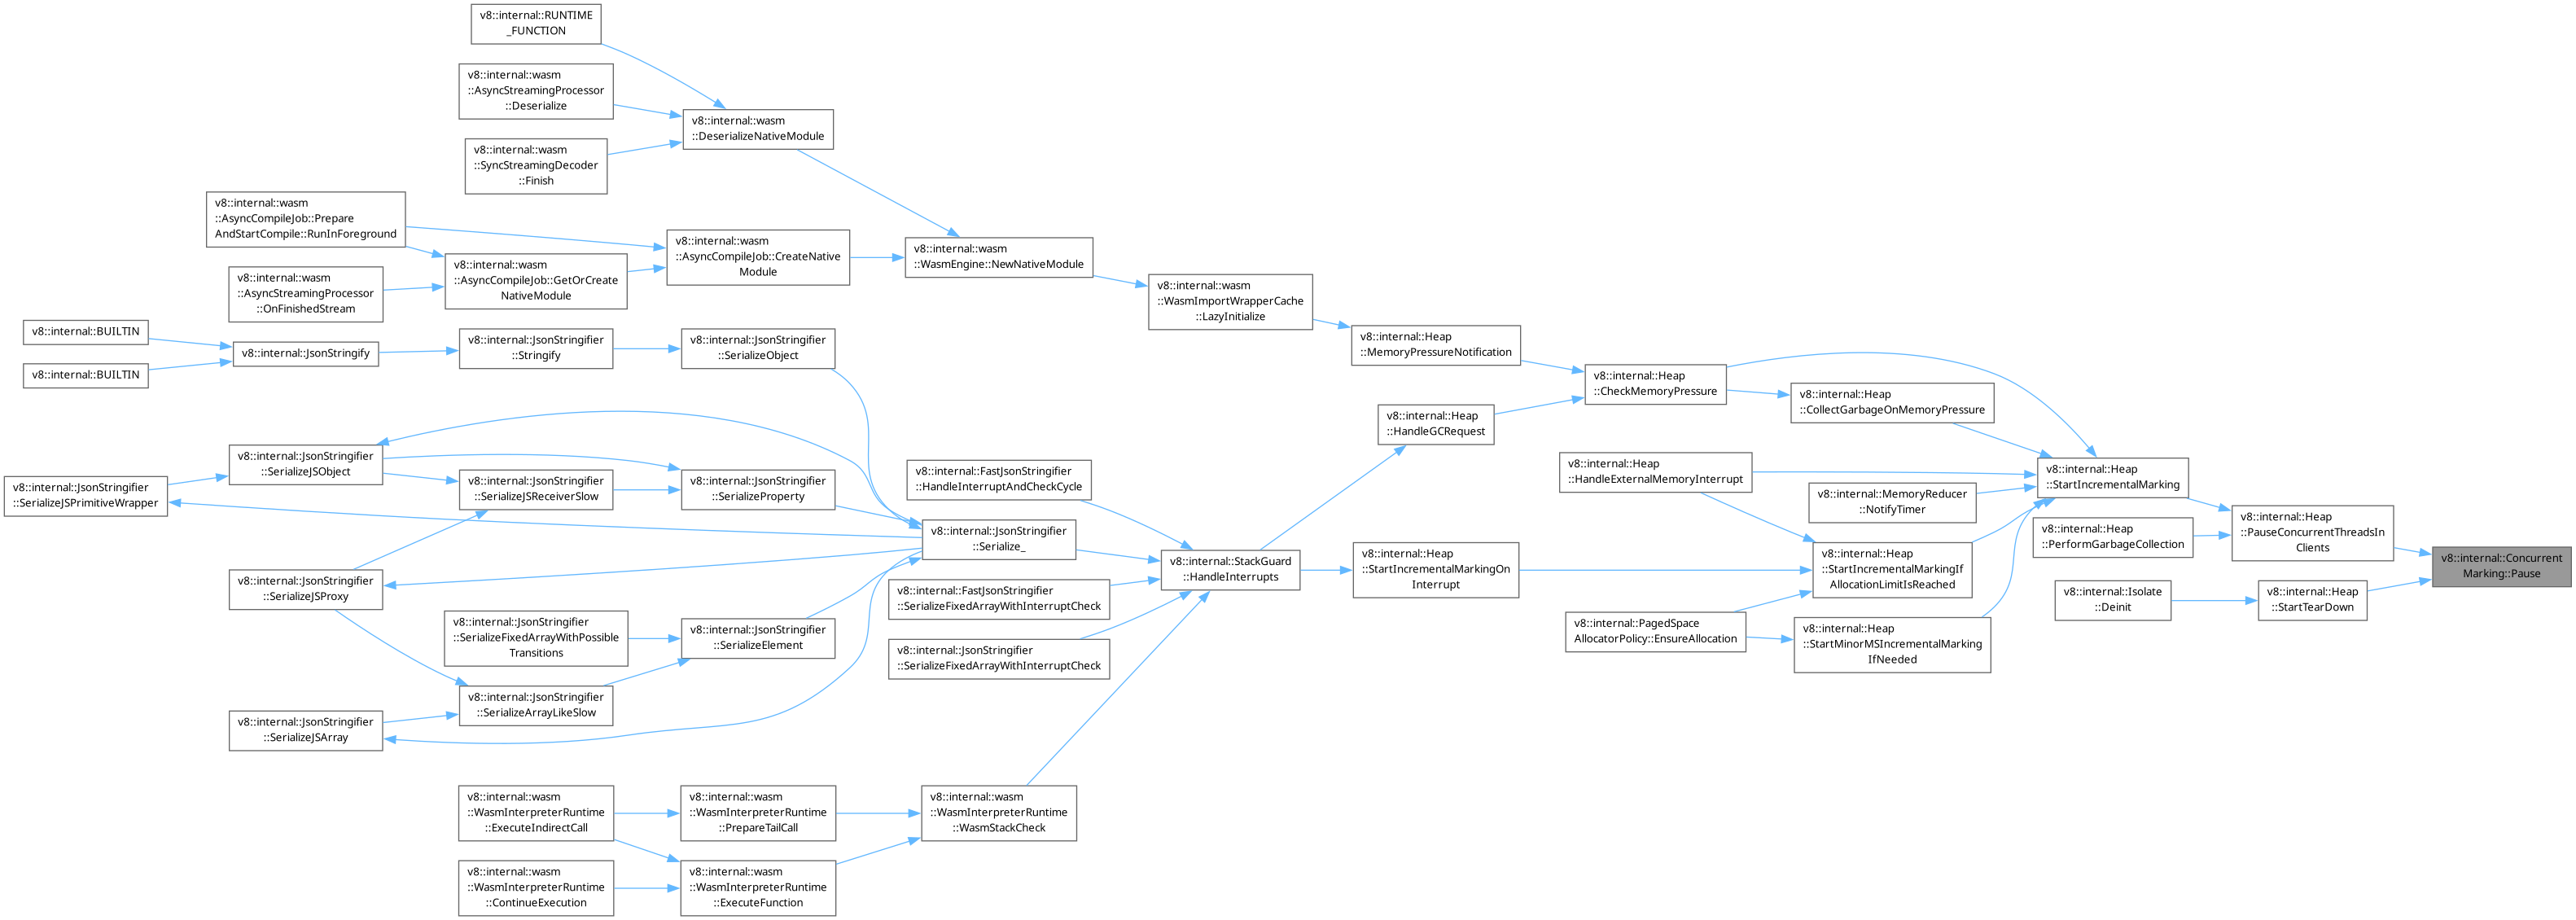 v8::internal::RUNTIME
_FUNCTION
v8::internal::wasm
::AsyncStreamingProcessor
::Deserialize
v8::internal::wasm
::DeserializeNativeModule
v8::internal::wasm
::SyncStreamingDecoder
::Finish
v8::internal::wasm
::AsyncCompileJob::Prepare
AndStartCompile::RunInForeground
v8::internal::wasm
::AsyncCompileJob::CreateNative
Module
v8::internal::wasm
::WasmEngine::NewNativeModule
v8::internal::wasm
::AsyncCompileJob::GetOrCreate
NativeModule
v8::internal::wasm
::AsyncStreamingProcessor
::OnFinishedStream
v8::internal::wasm
::WasmImportWrapperCache
::LazyInitialize
v8::internal::BUILTIN
v8::internal::BUILTIN
v8::internal::JsonStringify
v8::internal::JsonStringifier
::Stringify
v8::internal::JsonStringifier
::SerializeObject
v8::internal::Heap
::MemoryPressureNotification
v8::internal::Heap
::CheckMemoryPressure
v8::internal::Heap
::CollectGarbageOnMemoryPressure
v8::internal::Heap
::HandleGCRequest
v8::internal::JsonStringifier
::SerializeJSObject
v8::internal::JsonStringifier
::SerializeJSPrimitiveWrapper
v8::internal::JsonStringifier
::SerializeJSReceiverSlow
v8::internal::JsonStringifier
::SerializeProperty
v8::internal::FastJsonStringifier
::HandleInterruptAndCheckCycle
v8::internal::Heap
::HandleExternalMemoryInterrupt
v8::internal::MemoryReducer
::NotifyTimer
v8::internal::Heap
::StartIncrementalMarking
v8::internal::JsonStringifier
::Serialize_
v8::internal::Heap
::PerformGarbageCollection
v8::internal::Heap
::PauseConcurrentThreadsIn
Clients
v8::internal::StackGuard
::HandleInterrupts
v8::internal::Heap
::StartIncrementalMarkingOn
Interrupt
v8::internal::Heap
::StartIncrementalMarkingIf
AllocationLimitIsReached
v8::internal::Concurrent
Marking::Pause
v8::internal::JsonStringifier
::SerializeJSProxy
v8::internal::FastJsonStringifier
::SerializeFixedArrayWithInterruptCheck
v8::internal::Isolate
::Deinit
v8::internal::Heap
::StartTearDown
v8::internal::JsonStringifier
::SerializeFixedArrayWithPossible
Transitions
v8::internal::JsonStringifier
::SerializeElement
v8::internal::JsonStringifier
::SerializeFixedArrayWithInterruptCheck
v8::internal::PagedSpace
AllocatorPolicy::EnsureAllocation
v8::internal::Heap
::StartMinorMSIncrementalMarking
IfNeeded
v8::internal::JsonStringifier
::SerializeArrayLikeSlow
v8::internal::JsonStringifier
::SerializeJSArray
v8::internal::wasm
::WasmInterpreterRuntime
::ExecuteIndirectCall
v8::internal::wasm
::WasmInterpreterRuntime
::PrepareTailCall
v8::internal::wasm
::WasmInterpreterRuntime
::WasmStackCheck
v8::internal::wasm
::WasmInterpreterRuntime
::ContinueExecution
v8::internal::wasm
::WasmInterpreterRuntime
::ExecuteFunction